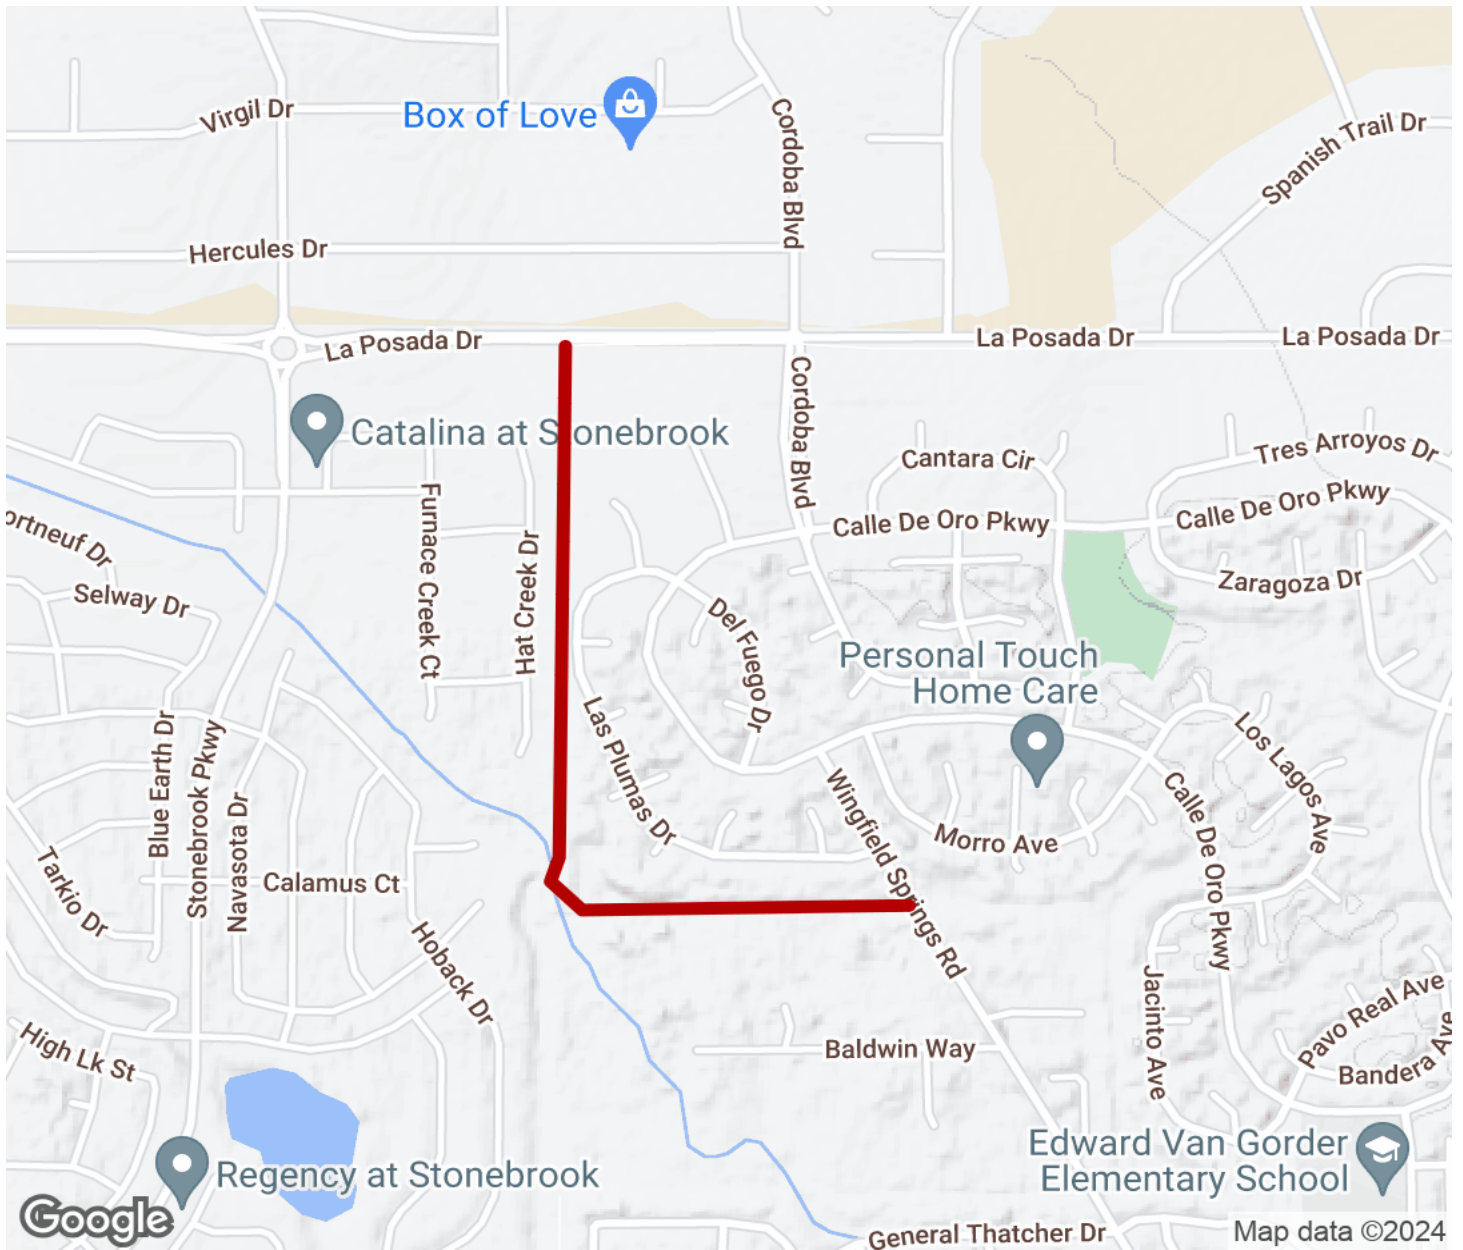 Virgil Dr
Box of Love
Cordoba Blvd
Spanish Trail Dr
Hercules Dr
La Posada Dr
La Posada Dr
La Posada Dr
Cordoba Blvd
Catalina at Stonebrook
Cantara Cir
Tres Arroyos Dr
Calle De Oro Pkwy
Calle De Oro Pkwy
ortneuf Dr
Furnace Creek Ct
Hat Creek Dr
Selway Dr
Zaragoza Dr
Del Fuego Dr
Personal Touch
Home Care
Las Plumas Dr
Blue Earth Dr
Stonebrook Pkwy
Navasota Dr
Wingfield Springs Rd
Los Lagos Ave
Calle De Oro Pkwy
Morro Ave
Tarkio Dr
Calamus Ct
Hoback Dr
Jacinto Ave
Pavo Real Ave
High Lk St
Baldwin Way
Bandera Ave
Edward Van Gorder
Elementary School
Regency at Stonebrook
Google
General Thatcher Dr
Map data ©2024